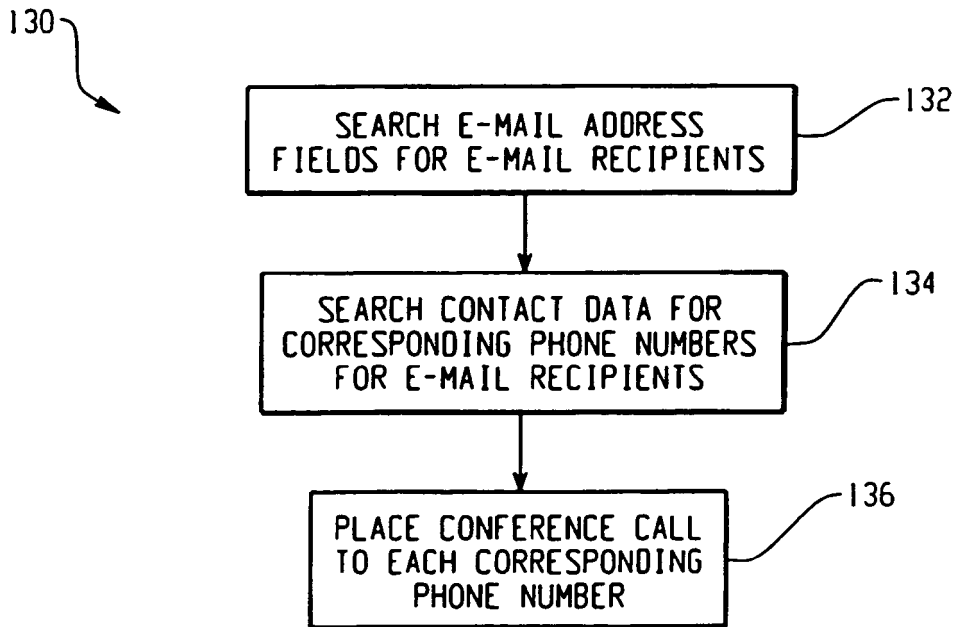 130
SEARCH E-MAIL ADDRESS
FIELDS FOR E-MAIL RECIPIENTS
132
SEARCH CONTACT DATA FOR
CORRESPONDING PHONE NUMBERS
FOR E-MAIL RECIPIENTS
134
PLACE CONFERENCE CALL
TO EACH CORRESPONDING
PHONE NUMBER
136